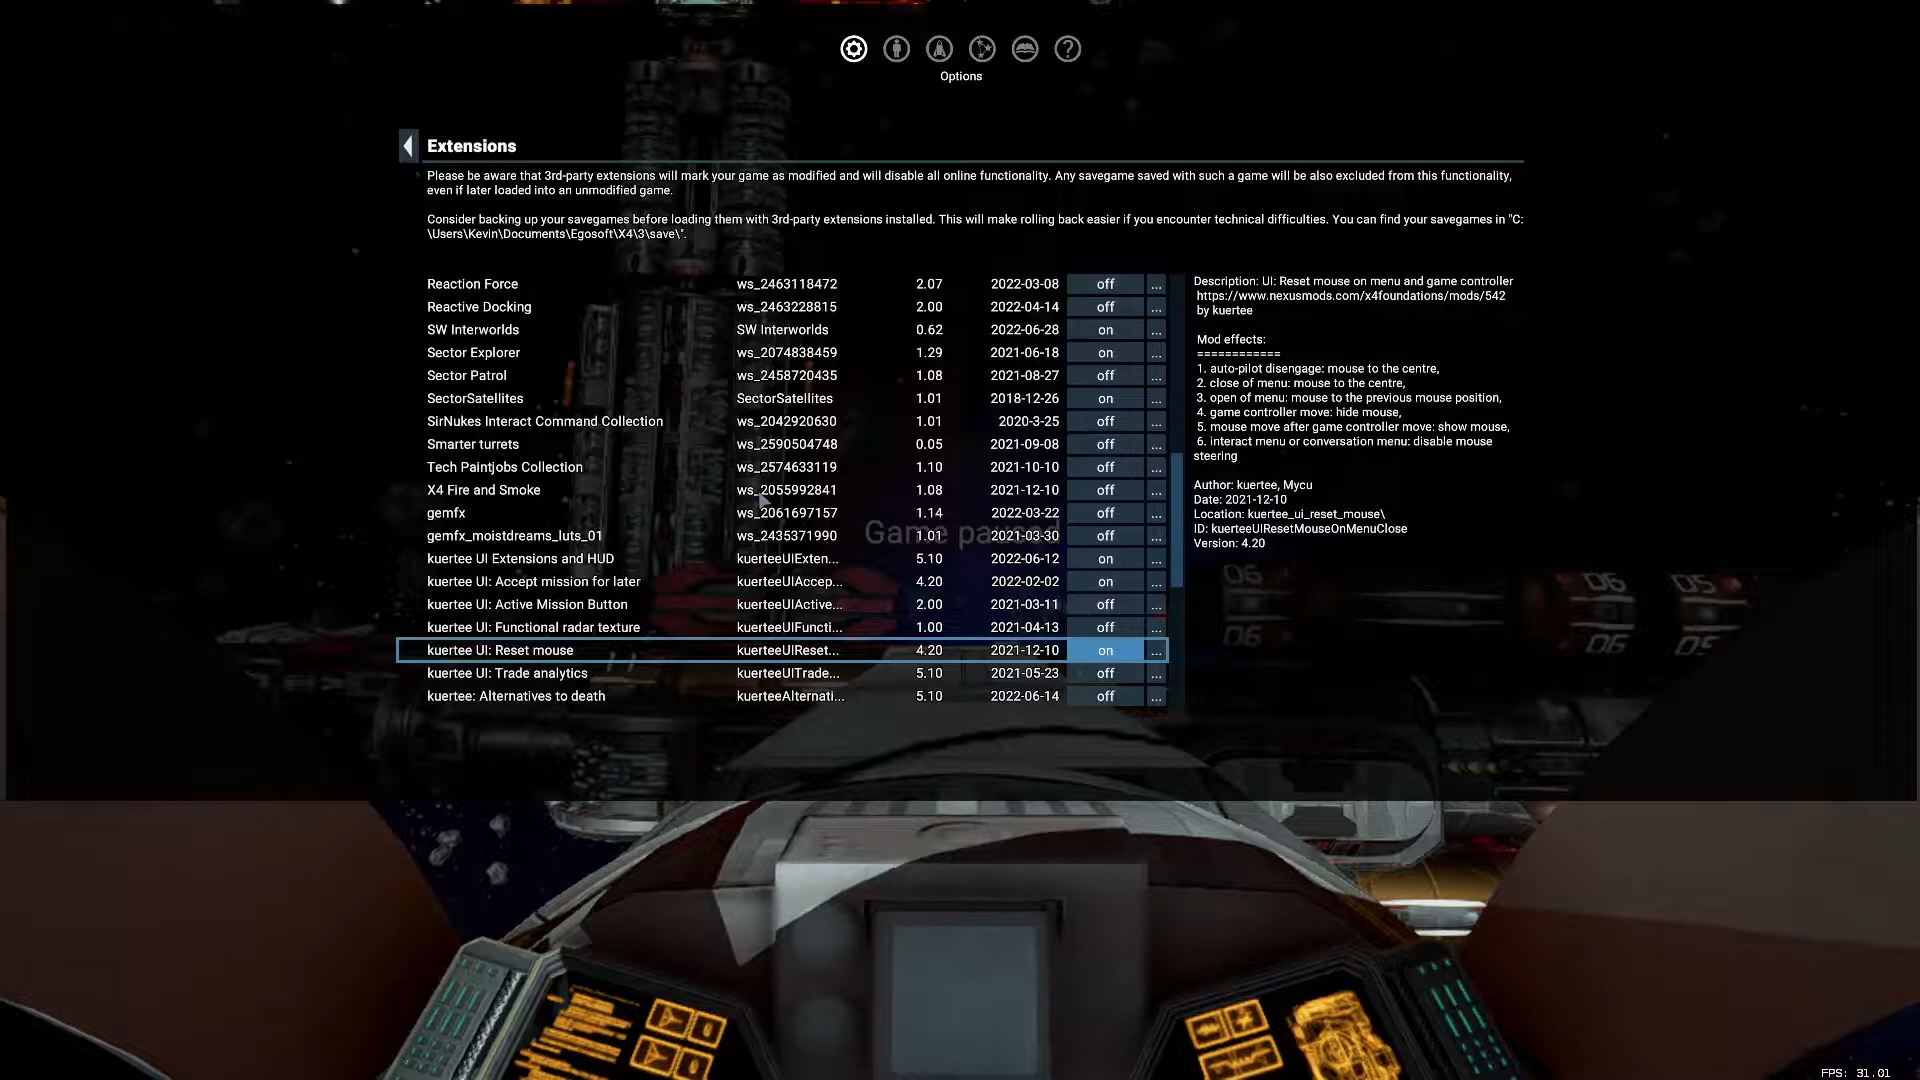 Options
Extensions
Please be aware that 3rd-party extensions will mark your game as modified and will disable all online functionality. Any savegame saved with such a game will be also excluded from this functionality,
even if later loaded into an unmodified game.
Consider backing up your savegames before loading them with 3rd-party extensions installed. This will make rolling back easier if you encounter technical difficulties. You can find your savegames in "C:
\Users\Kevin\Documents\Egosoft\X4\3\save\".
Reaction Force ws_2463118472 2.07 2022-03-08 off ...
Reactive Docking ws_2463228815 2.00 2022-04-14 off ...
SW Interworlds SW Interworlds 0.62 2022-06-28 on ...
Sector Explorer ws_2074838459 1.29 2021-06-18 on ...
Sector Patrol ws_2458720435 1.08 2021-08-27 off ...
SectorSatellites SectorSatellites 1.01 2018-12-26 on ...
SirNukes Interact Command Collection ws_2042920630 1.01 2020-3-25 off ...
Smarter turrets ws_2590504748 0.05 2021-09-08 off ...
Tech Paintjobs Collection ws_2574633119 1.10 2021-10-10 off ...
X4 Fire and Smoke ws_2055992841 1.08 2021-12-10 off ...
gemfx ws_2061697157 1.14 2022-03-22 off ...
gemfx_moistdreams_luts_01 ws_2435371990 1.01 2021-03-30 off ...
kuertee UI Extensions and HUD kuerteeUIExten... 5.10 2022-06-12 on ...
kuertee UI: Accept mission for later kuerteeUIAccep... 4.20 2022-02-02 on ...
kuertee UI: Active Mission Button kuerteeUIActive... 2.00 2021-03-11 off ...
kuertee UI: Functional radar texture kuerteeUIFuncti... 1.00 2021-04-13 off ...
kuertee UI: Reset mouse kuerteeUIReset... 4.20 2021-12-10 on ...
kuertee UI: Trade analytics kuerteeUITrade... 5.10 2021-05-23 off ...
kuertee: Alternatives to death kuerteeAlternati... 5.10 2022-06-14 off ...
Description: UI: Reset mouse on menu and game controller
https://www.nexusmods.com/x4foundations/mods/542
by kuertee
Mod effects:
============
1. auto-pilot disengage: mouse to the centre,
2. close of menu: mouse to the centre,
3. open of menu: mouse to the previous mouse position,
4. game controller move: hide mouse,
5. mouse move after game controller move: show mouse,
6. interact menu or conversation menu: disable mouse
steering
Author: kuertee, Mycu
Date: 2021-12-10
Location: kuertee_ui_reset_mouse\
ID: kuerteeUIResetMouseOnMenuClose
Version: 4.20
Game paused
06 06 05
06 06 05
FPS: 31.01